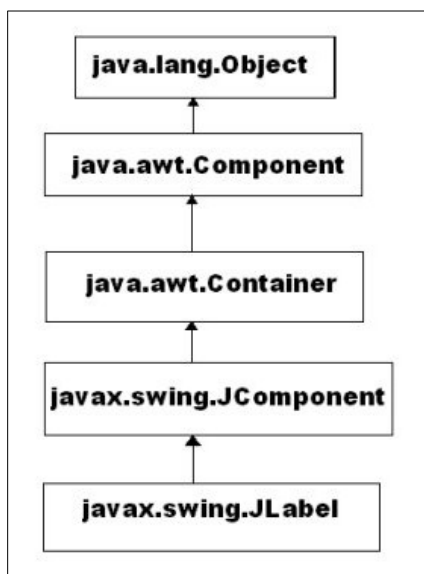 java.lang.Object
java.awt.Component
java.awt.Container
javax.swing.JComponent
javax.swing.JLabel